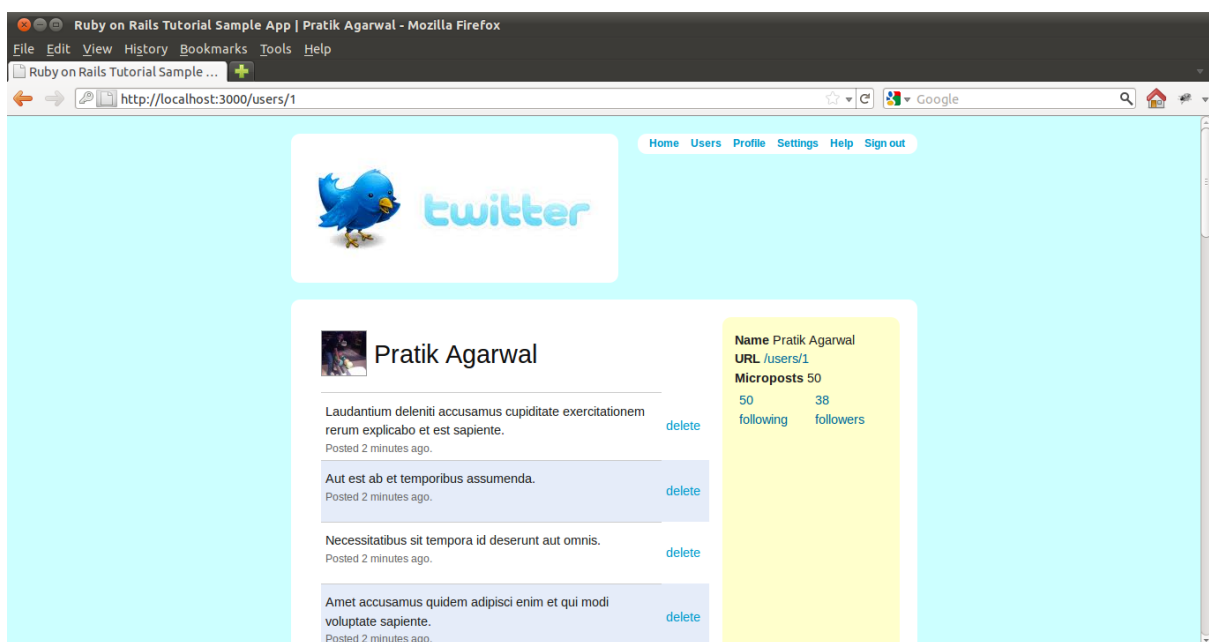 Ruby on Rails Tutorial Sample App | Pratik Agarwal - Mozilla Firefox
File Edit View History Bookmarks Tools Help
Ruby on Rails Tutorial Sample ...
http://localhost:3000/users/1
Google
Home Users Profile Settings Help Sign out
twitter
Pratik Agarwal
Laudantium deleniti accusamus cupiditate exercitationem
rerum explicabo et est sapiente.
Posted 2 minutes ago.
delete
Aut est ab et temporibus assumenda.
Posted 2 minutes ago.
delete
Necessitatibus sit tempora id deserunt aut omnis.
Posted 2 minutes ago.
delete
Amet accusamus quidem adipisci enim et qui modi
voluptate sapiente.
Posted 2 minutes ago.
delete
Name Pratik Agarwal
URL /users/1
Microposts 50
50 38
following followers